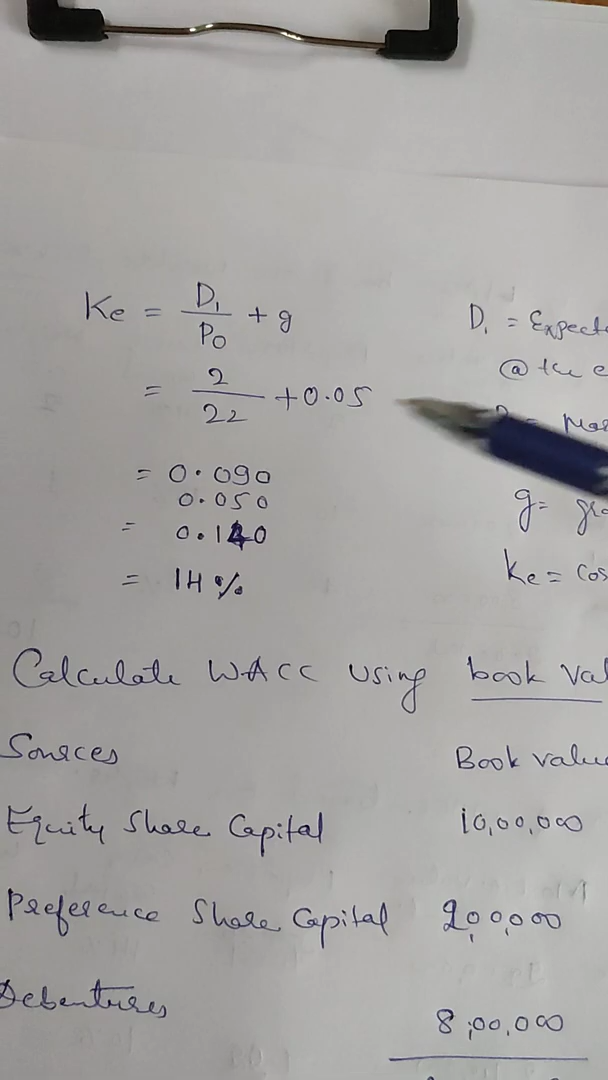 Ke = D₁/P₀ + g
D₁ = Expecte
= 2/22 + 0.05
@ the e
= 0.090
0.050
g = gro
= 0.140
= 14%
Ke = Cos
Calculate WACC Using book Val
Sources Book value
Equity Share Capital 10,00,000
Preference Share Capital 2,00,000
Debentures 8,00,000